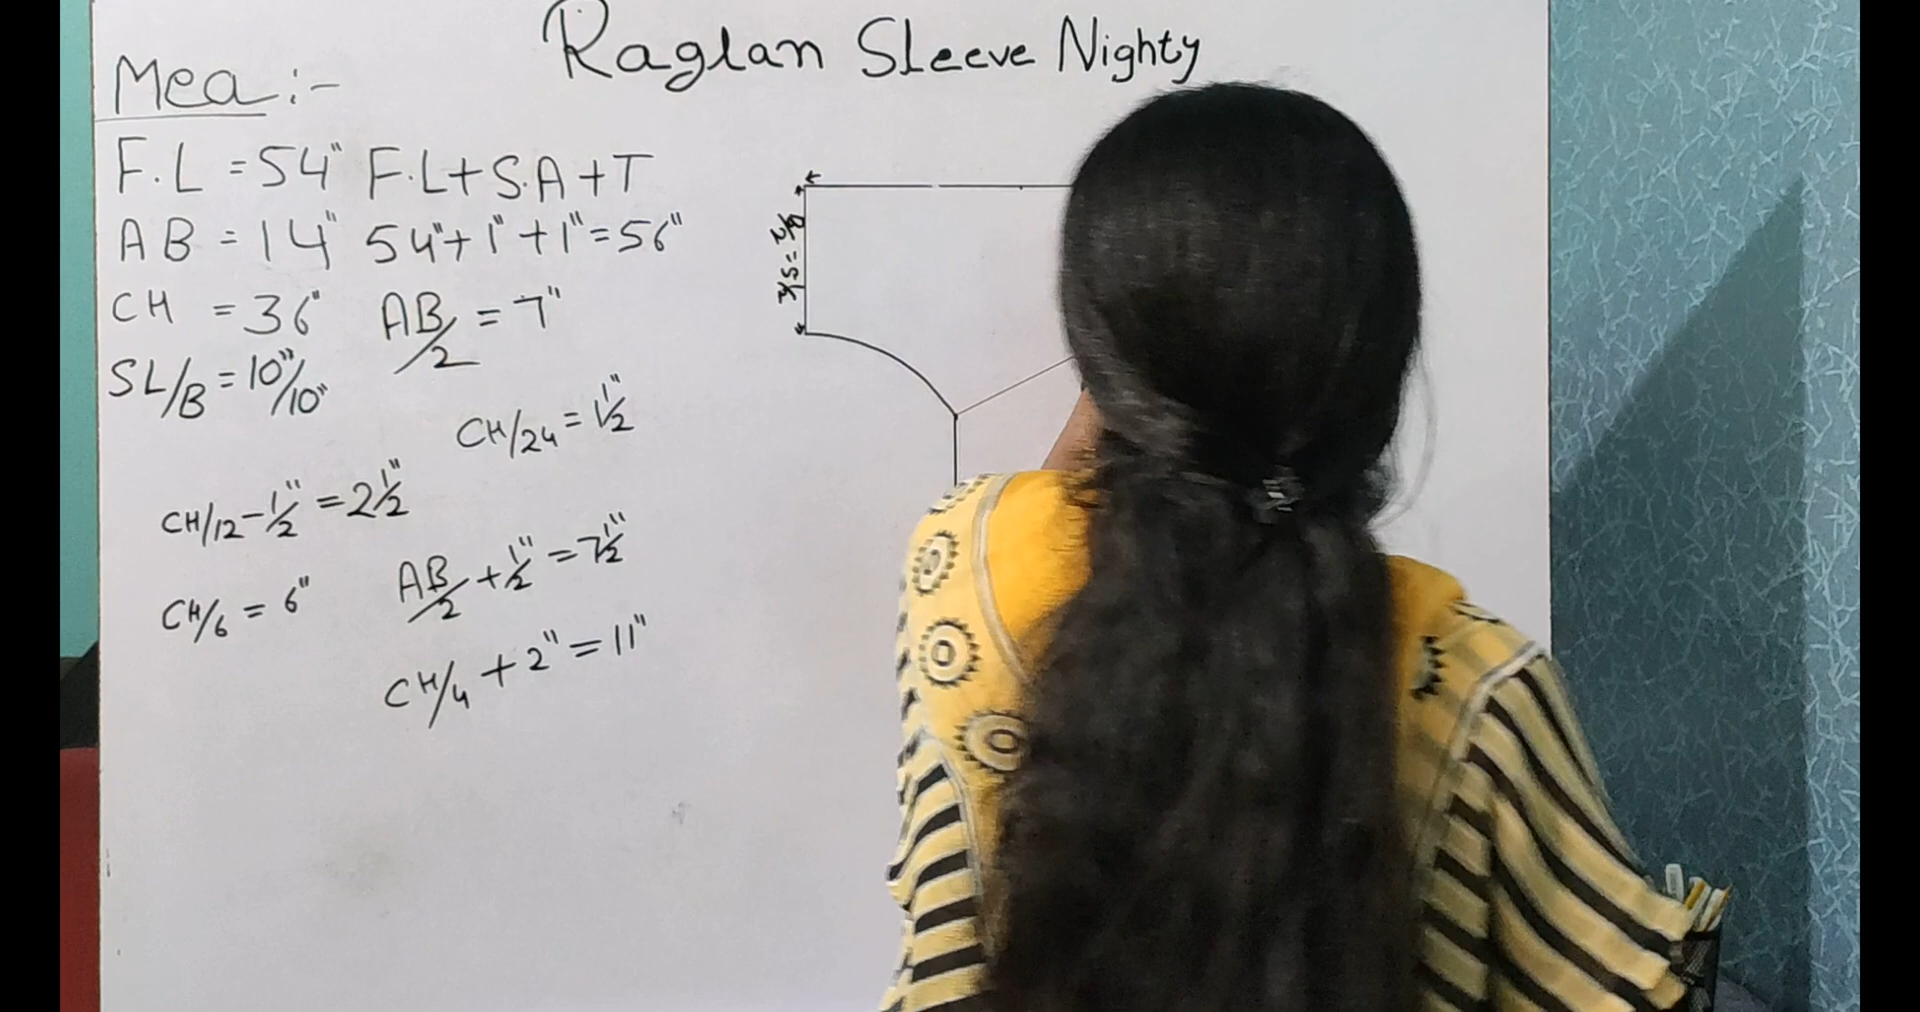 Raglan Sleeve Nighty
Mea:-
F.L = 54" F.L+S.A+T
AB = 14" 54"+1"+1"=56"
CH = 36" AB/2 = 7"
SL/B = 10"/10"
CH/24 = 1½"
CH/12-½" = 2½"
AB/2 + ½" = 7½"
CH/6 = 6"
CH/4 + 2" = 11"